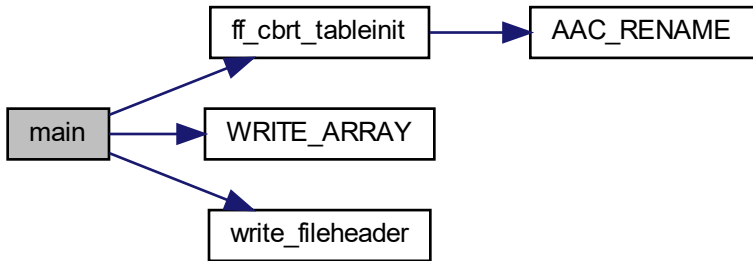 ff_cbrt_tableinit
AAC_RENAME
main
WRITE_ARRAY
write_fileheader